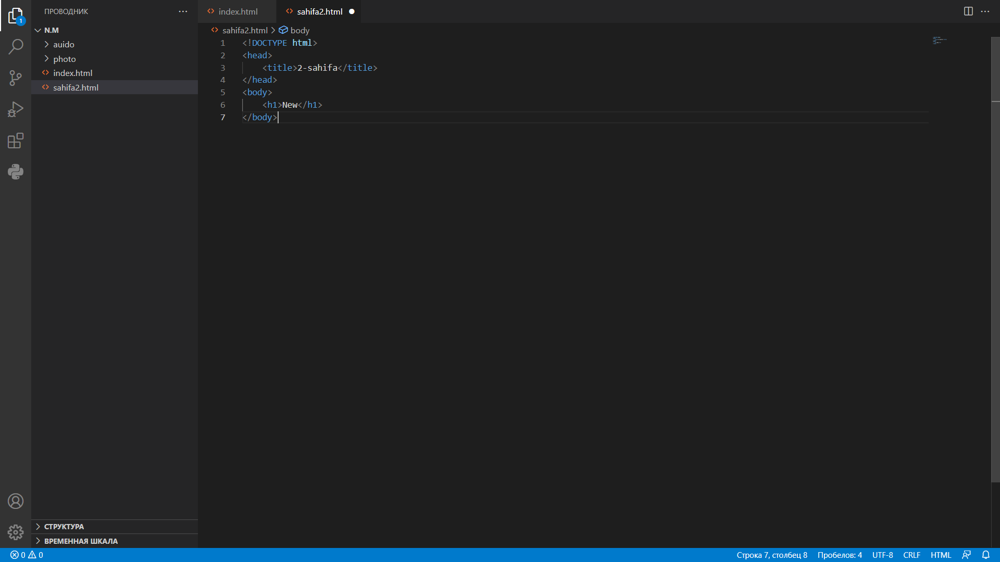 ПРОВОДНИК
index.html
sahifa2.html
1
N.M
auido
photo
index.html
sahifa2.html
sahifa2.html > body
1 <!DOCTYPE html>
2 <head>
3     <title>2-sahifa</title>
4 </head>
5 <body>
6     <h1>New</h1>
7 </body>
СТРУКТУРА
ВРЕМЕННАЯ ШКАЛА
0 0
Строка 7, столбец 8 Пробелов: 4 UTF-8 CRLF HTML